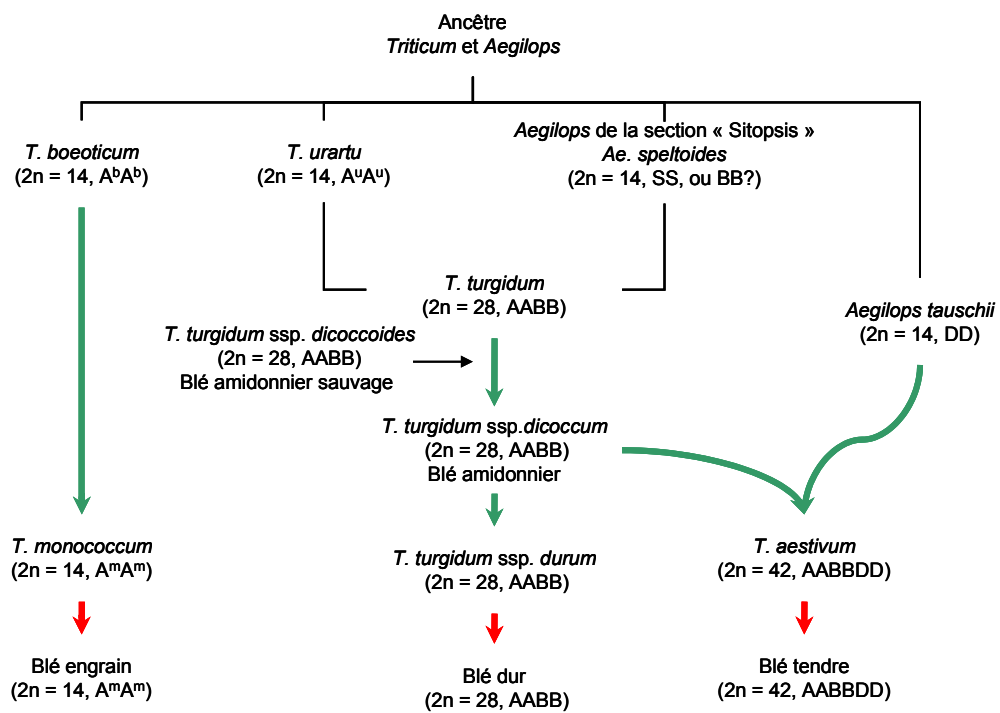 Ancêtre
Triticum et Aegilops
T. boeoticum
(2n = 14, AᵇAᵇ)
T. urartu
(2n = 14, AᵘAᵘ)
Aegilops de la section « Sitopsis »
Ae. speltoides
(2n = 14, SS, ou BB?)
T. turgidum
(2n = 28, AABB)
Aegilops tauschii
(2n = 14, DD)
T. turgidum ssp. dicoccoides
(2n = 28, AABB)
Blé amidonnier sauvage
T. turgidum ssp.dicoccum
(2n = 28, AABB)
Blé amidonnier
T. monococcum
(2n = 14, AᵐAᵐ)
T. turgidum ssp. durum
(2n = 28, AABB)
T. aestivum
(2n = 42, AABBDD)
Blé engrain
(2n = 14, AᵐAᵐ)
Blé dur
(2n = 28, AABB)
Blé tendre
(2n = 42, AABBDD)